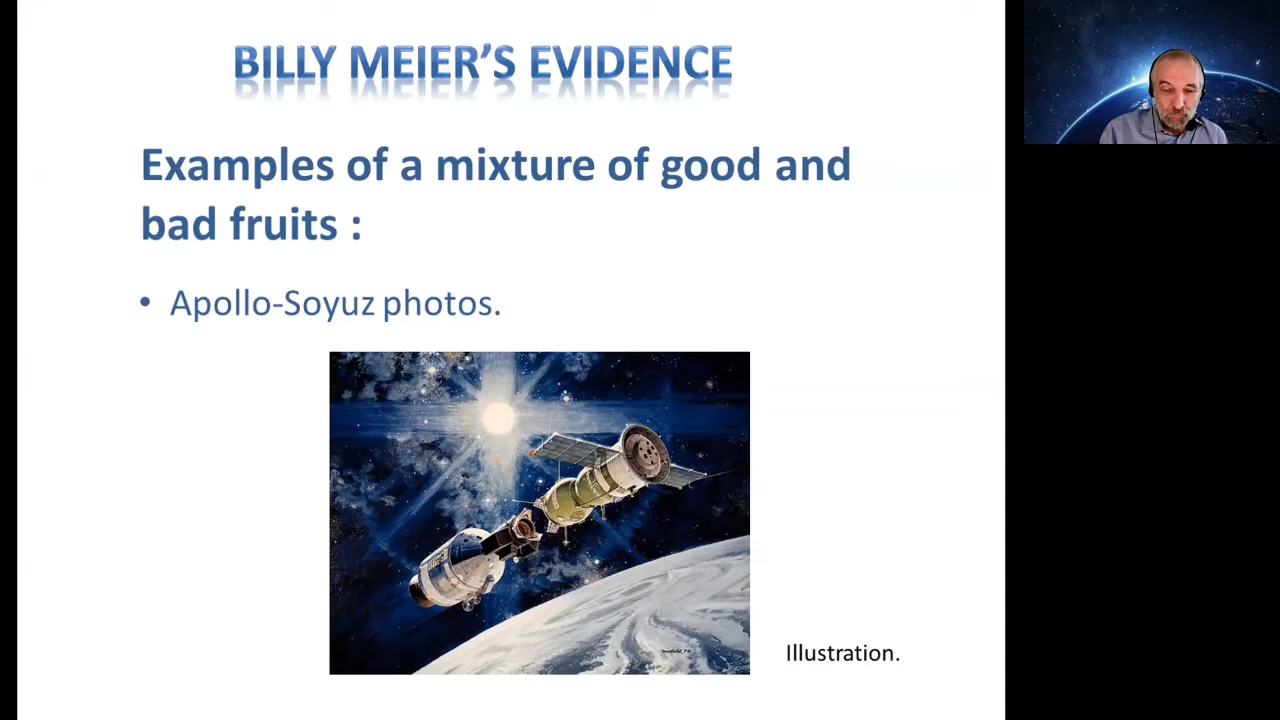 BILLY MEIER'S EVIDENCE
Examples of a mixture of good and
bad fruits :
• Apollo-Soyuz photos.
Illustration.